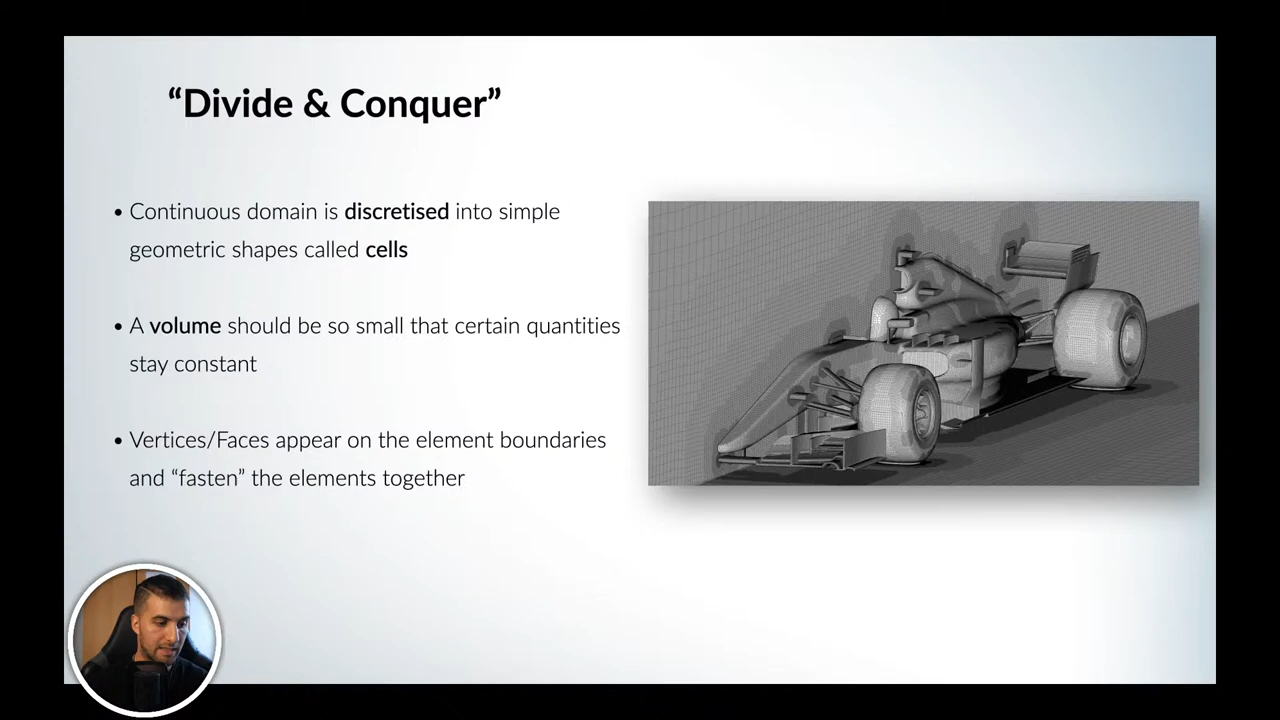 “Divide & Conquer”
• Continuous domain is discretised into simple
geometric shapes called cells
• A volume should be so small that certain quantities
stay constant
• Vertices/Faces appear on the element boundaries
and “fasten” the elements together